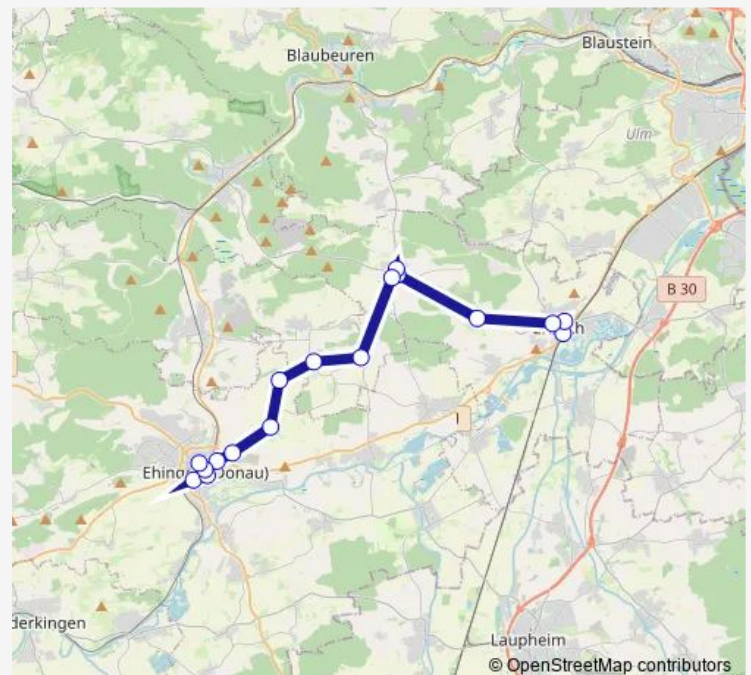 Blaubeuren
Blaustein
Ulm
B 30
Ehingen (Donau)
derkingen
Laupheim
© OpenStreetMap contributors